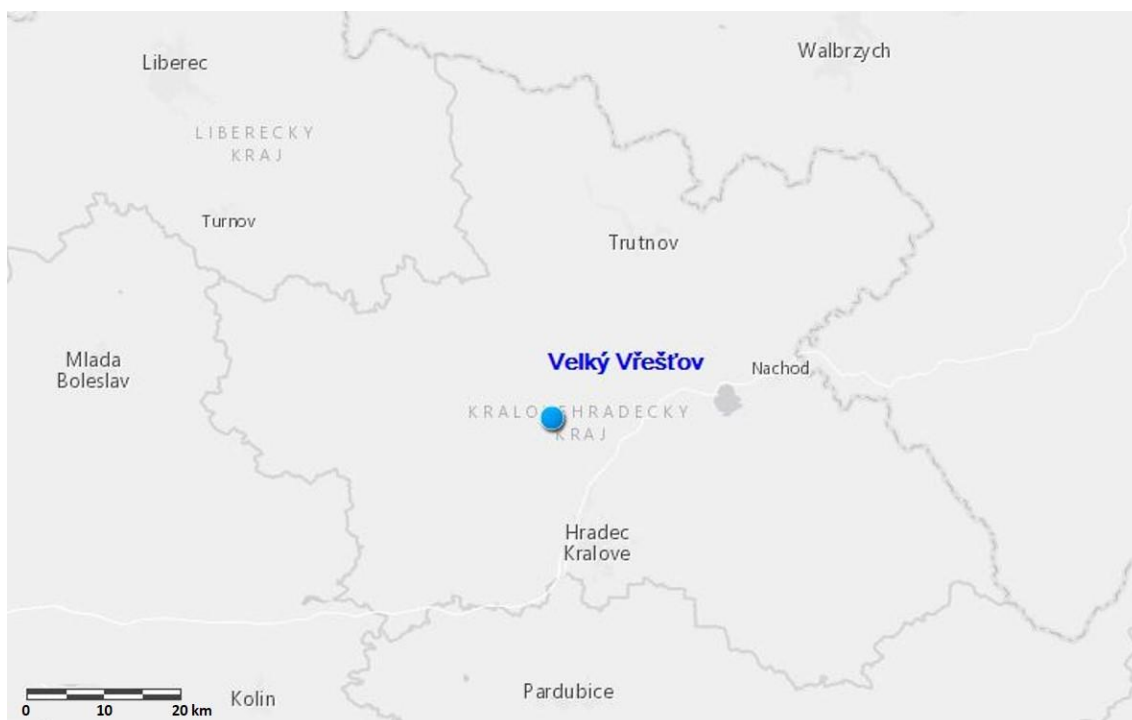 Liberec
Walbrzych
LIBERECKY
KRAJ
Turnov
Trutnov
Mlada
Boleslav
Velký Vřešťov
Nachod
KRALOVEHRADECKY
KRAJ
Hradec
Kralove
Kolin
Pardubice
0 10 20 km